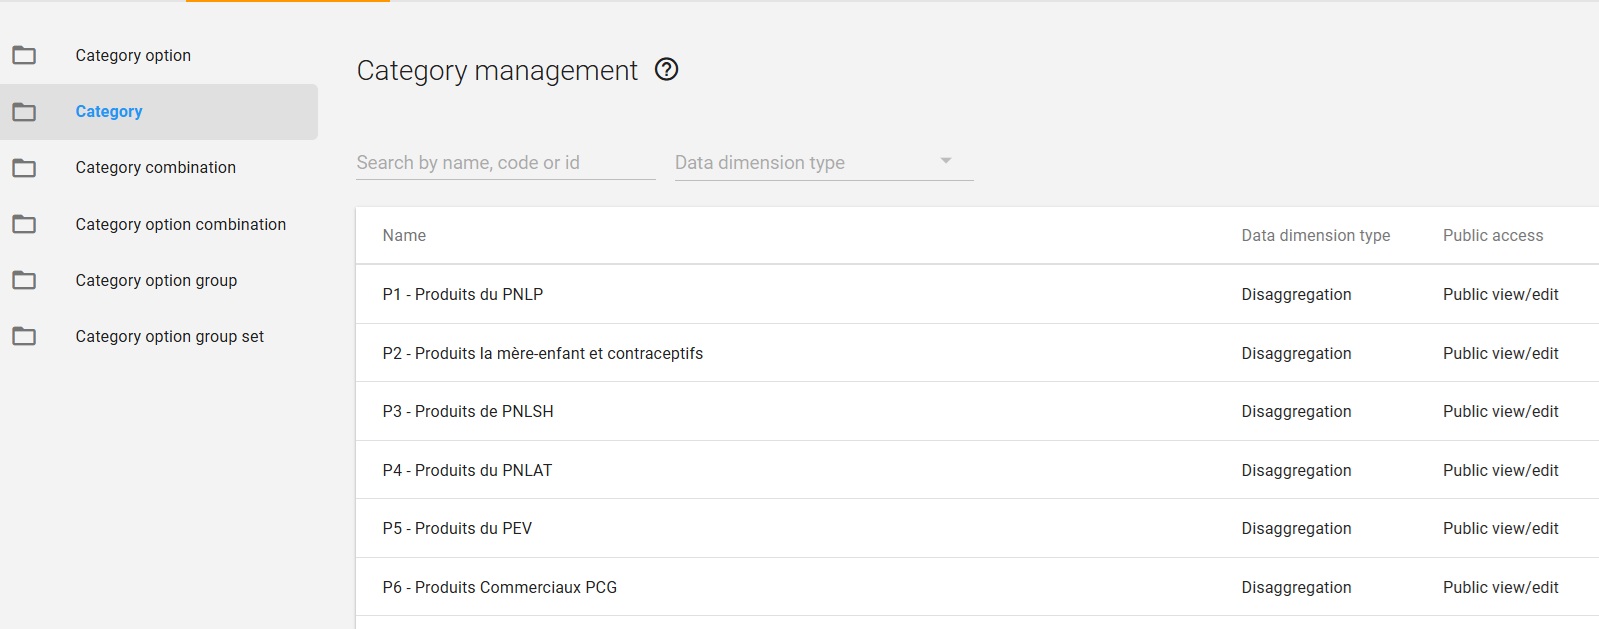 Category option
Category
Category combination
Category option combination
Category option group
Category option group set
Category management
Search by name, code or id
Data dimension type
Name Data dimension type Public access
P1 - Produits du PNLP Disaggregation Public view/edit
P2 - Produits la mère-enfant et contraceptifs Disaggregation Public view/edit
P3 - Produits de PNLSH Disaggregation Public view/edit
P4 - Produits du PNLAT Disaggregation Public view/edit
P5 - Produits du PEV Disaggregation Public view/edit
P6 - Produits Commerciaux PCG Disaggregation Public view/edit